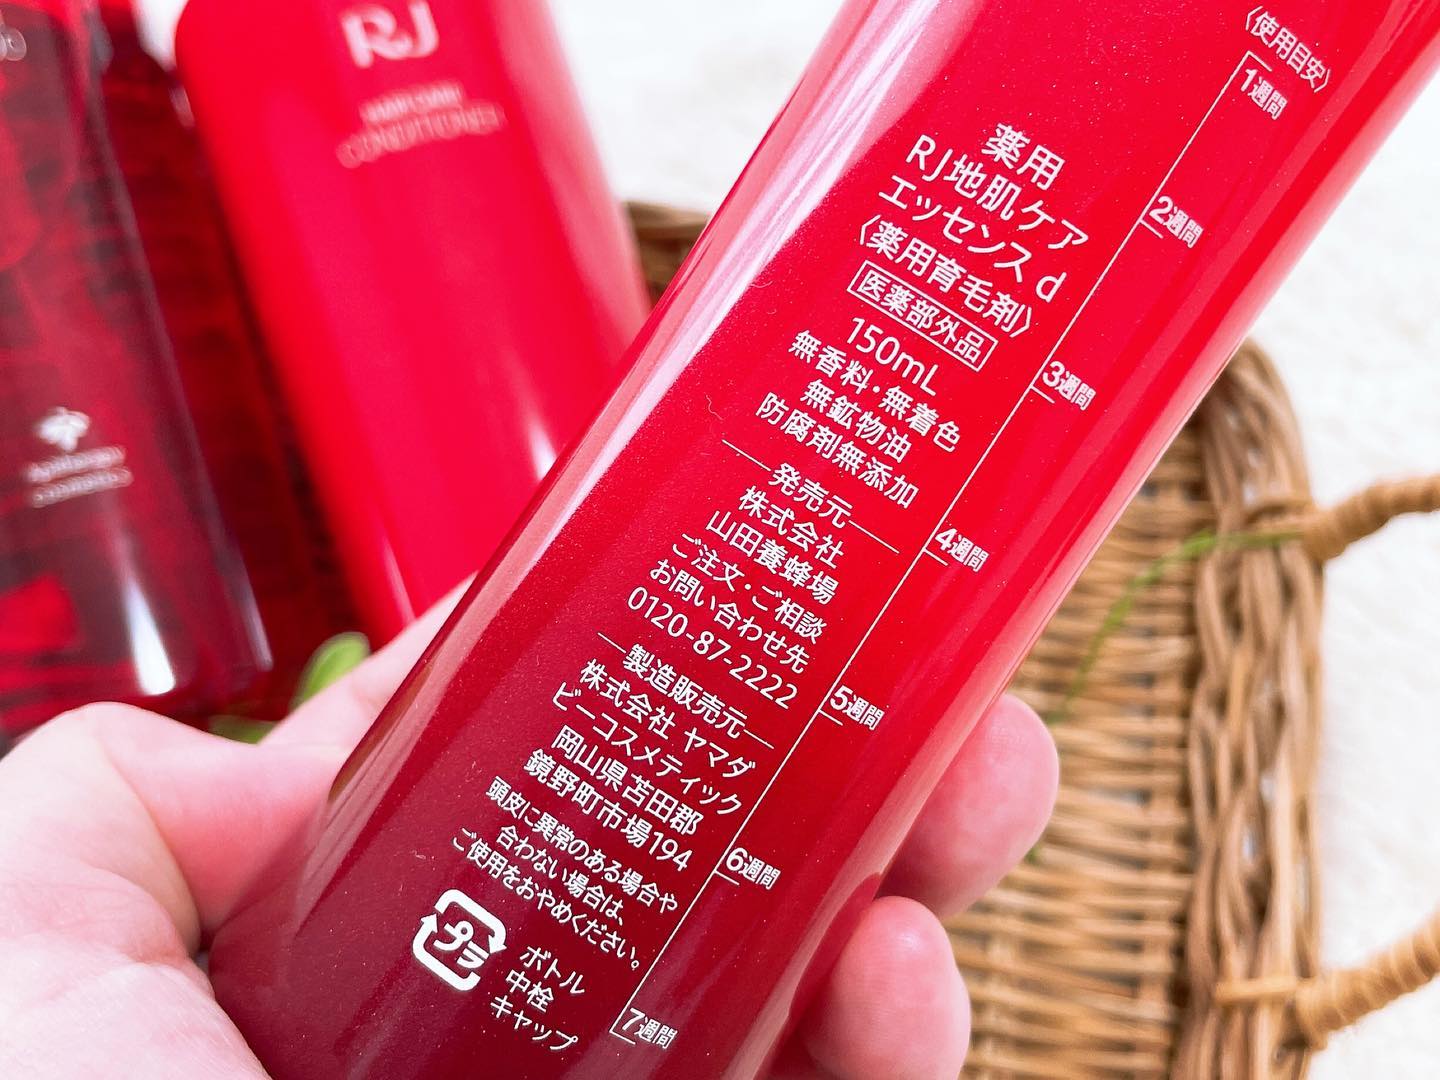 RJ
HAIR CARE
CONDITIONER
薬用
RJ地肌ケア
エッセンス d
〈薬用育毛剤〉
医薬部外品
150mL
無香料・無着色
無鉱物油
防腐剤無添加
発売元
株式会社
山田養蜂場
ご注文・ご相談
お問い合わせ先
0120-87-2222
製造販売元
株式会社 ヤマダ
ビーコスメティック
岡山県苫田郡
鏡野町市場194
頭皮に異常のある場合や
合わない場合は、
ご使用をおやめください。
プラ
ボトル
中栓
キャップ
〈使用目安〉
1週間
2週間
3週間
4週間
5週間
6週間
7週間